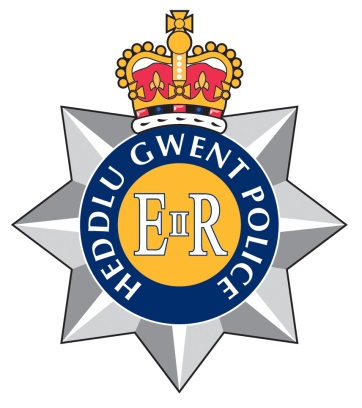 HEDDLU GWENT POLICE
EIIR